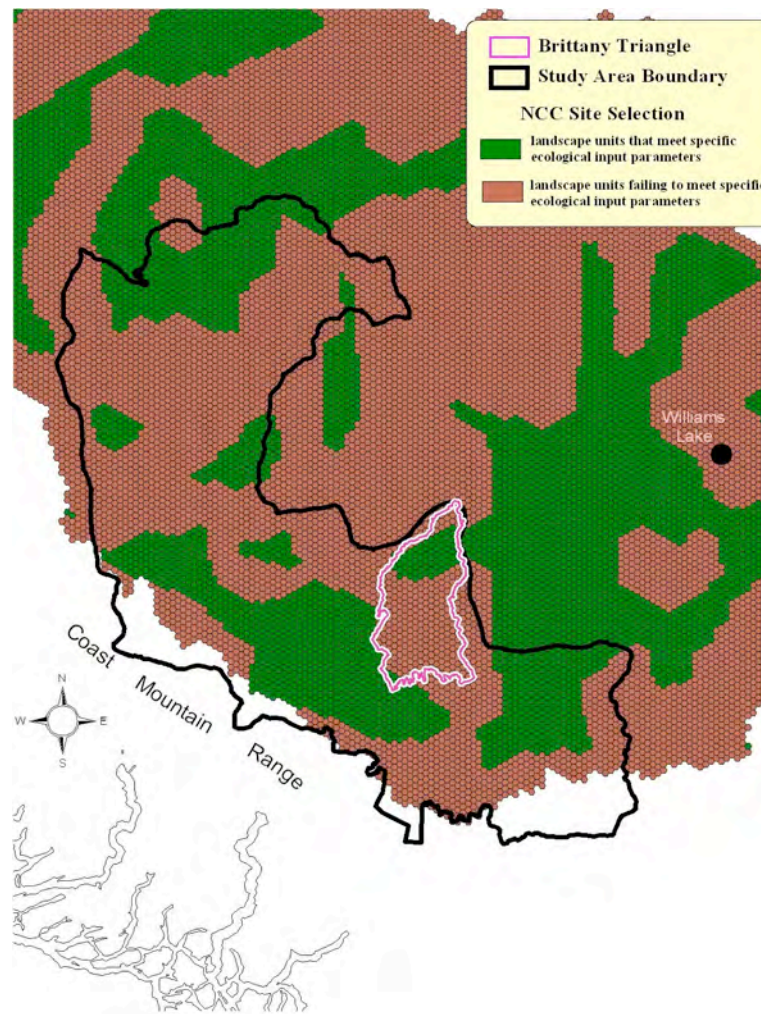 Brittany Triangle
Study Area Boundary
NCC Site Selection
landscape units that meet specific
ecological input parameters
landscape units failing to meet specific
ecological input parameters
Williams
Lake
Coast Mountain Range
N
W E
S